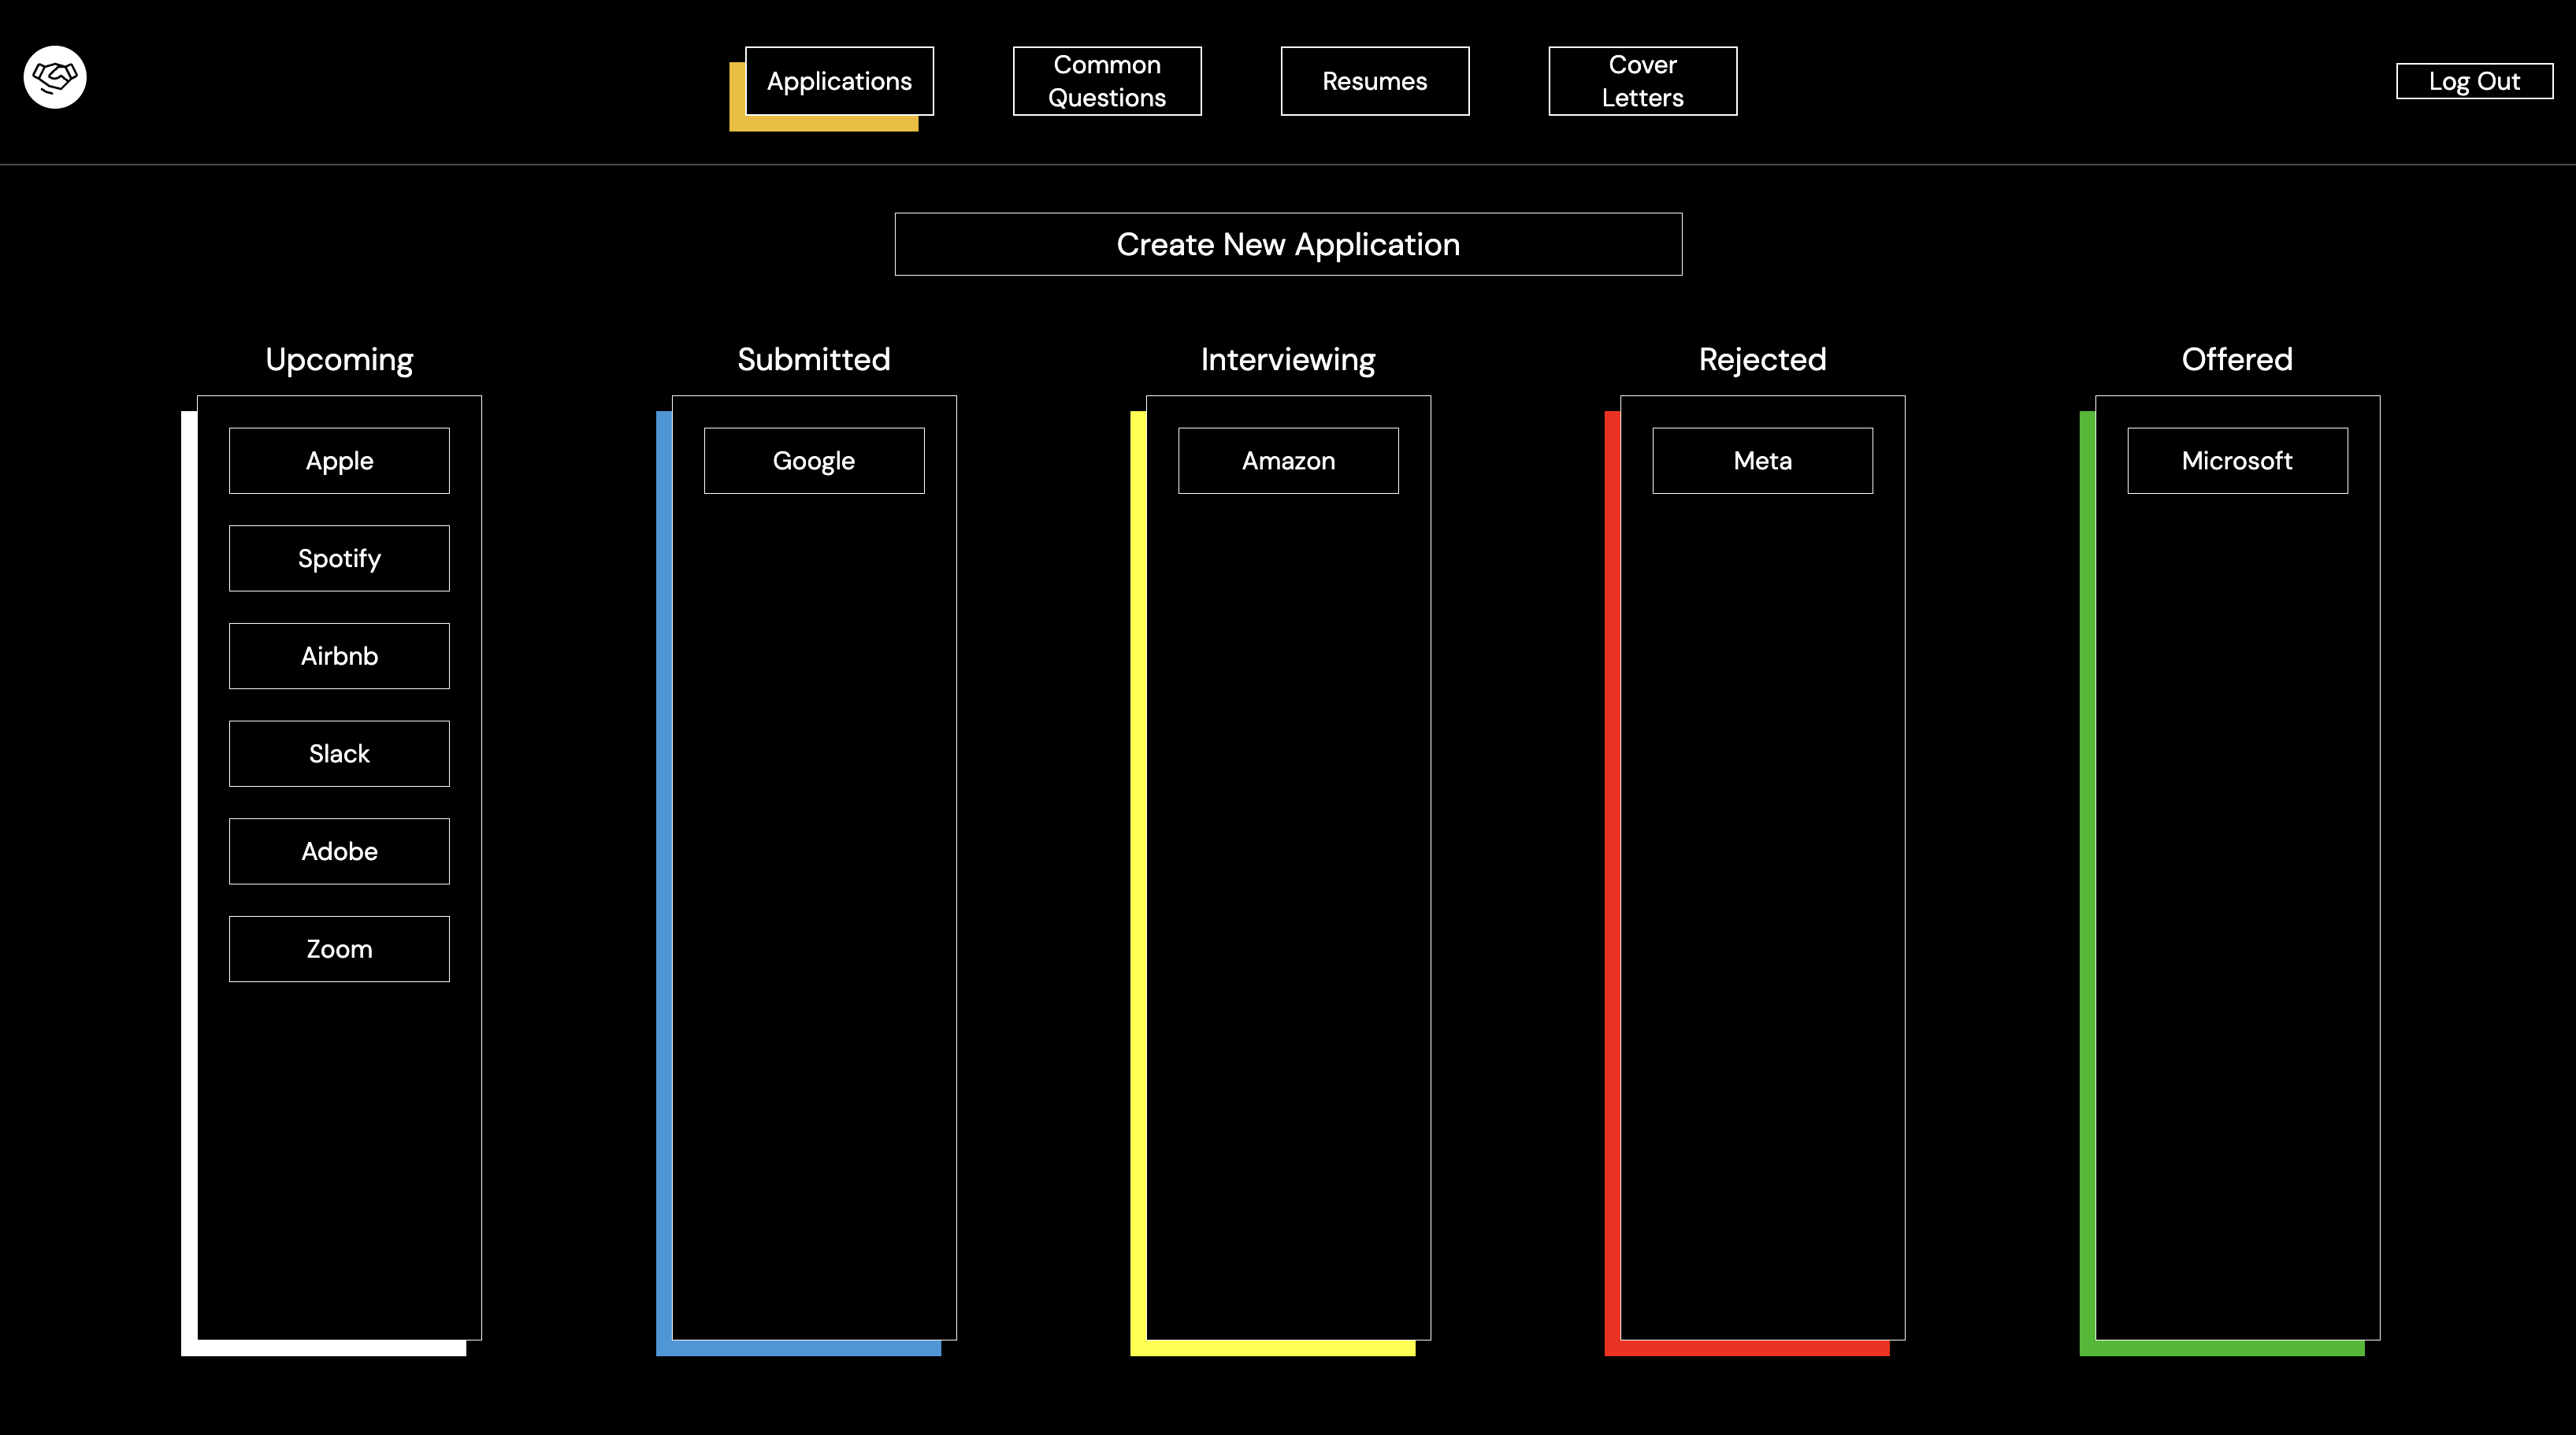 Applications
Common
Questions
Resumes
Cover
Letters
Log Out
Create New Application
Upcoming
Submitted
Interviewing
Rejected
Offered
Apple
Google
Amazon
Meta
Microsoft
Spotify
Airbnb
Slack
Adobe
Zoom